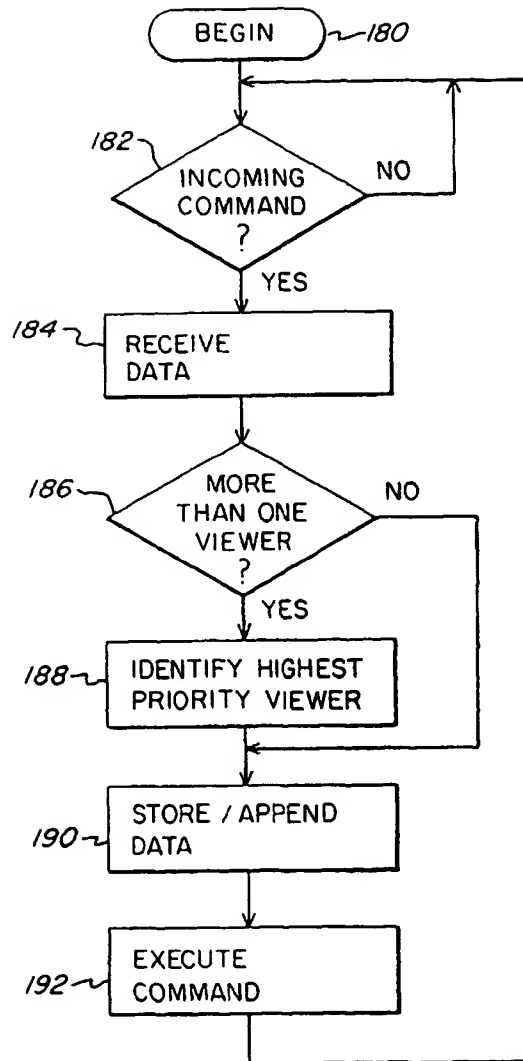 BEGIN
180
182
INCOMING
COMMAND
?
NO
YES
184
RECEIVE
DATA
186
MORE
THAN ONE
VIEWER
?
NO
YES
188
IDENTIFY HIGHEST
PRIORITY VIEWER
190
STORE / APPEND
DATA
192
EXECUTE
COMMAND